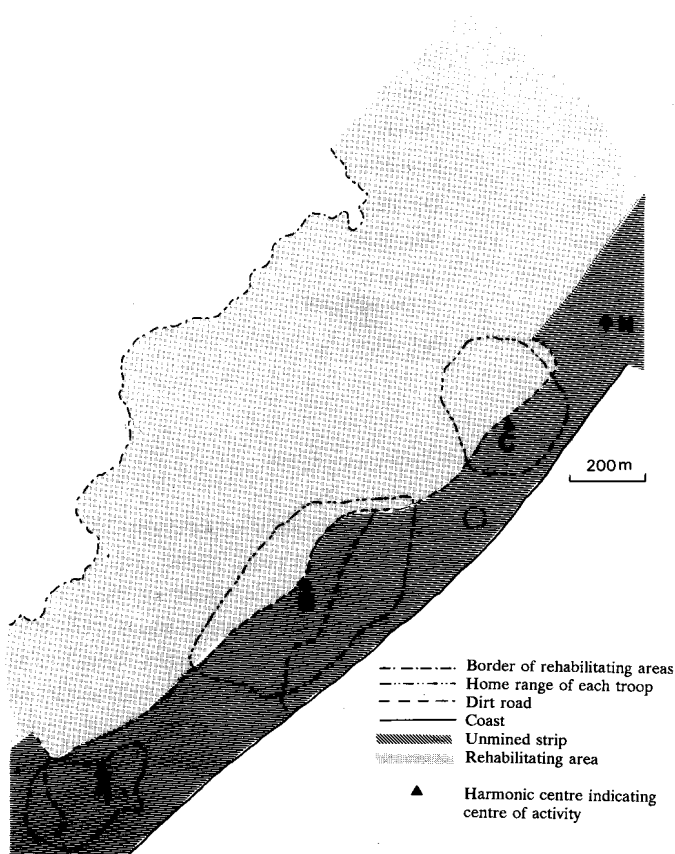 N
C
200m
B
A
Border of rehabilitating areas
Home range of each troop
Dirt road
Coast
Unmined strip
Rehabilitating area
Harmonic centre indicating
centre of activity